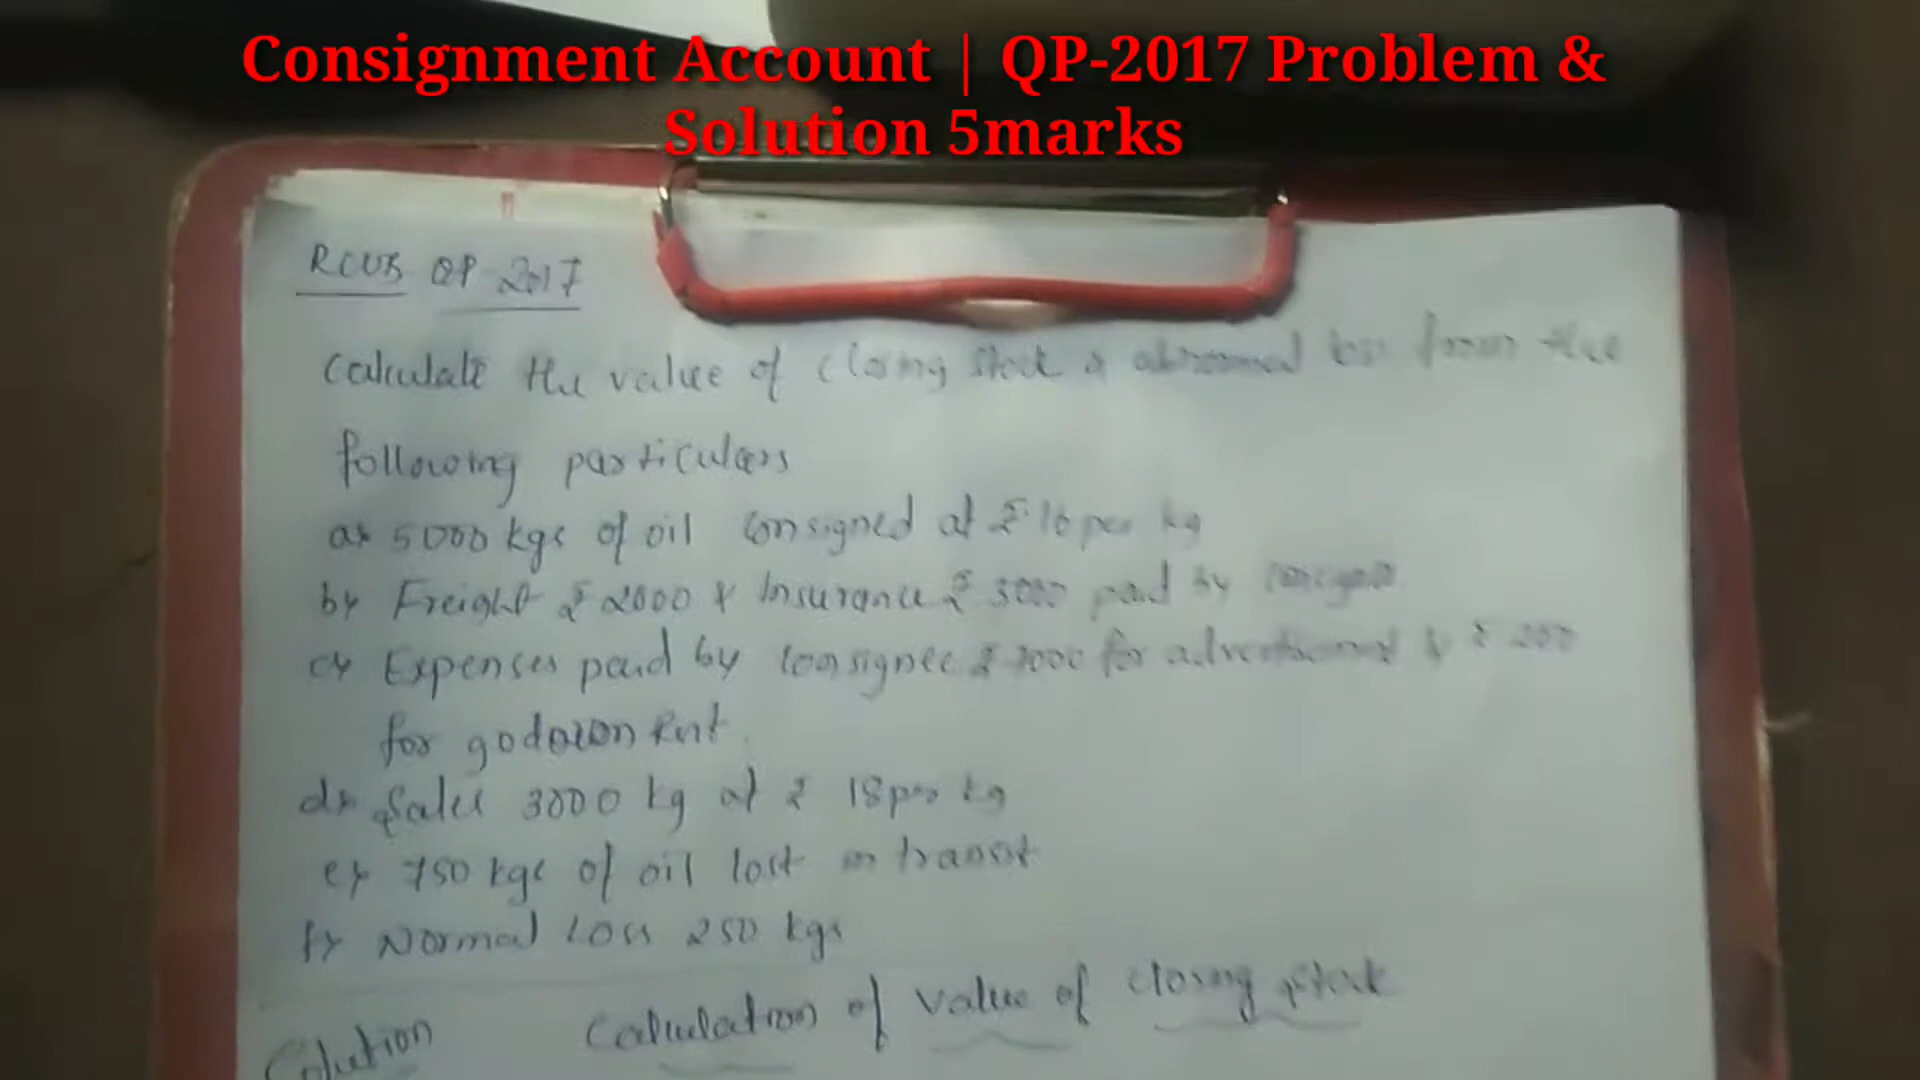 Consignment Account | QP-2017 Problem &
Solution 5marks
RCUB QP 2017
Calculate the value of closing stock & abnormal loss from the
following particulars
a) 5000 kgs of oil consigned at ₹ 16 per kg
b) Freight ₹ 2000 & Insurance ₹ 3000 paid by
c) Expenses paid by consignee ₹ for advertisement & ₹ 200
for godown Rent.
d) Sales 3000 kg at ₹ 18 per kg
e) 750 kgs of oil lost in transit
f) Normal Loss 250 kgs
Solution Calculation of value of closing stock